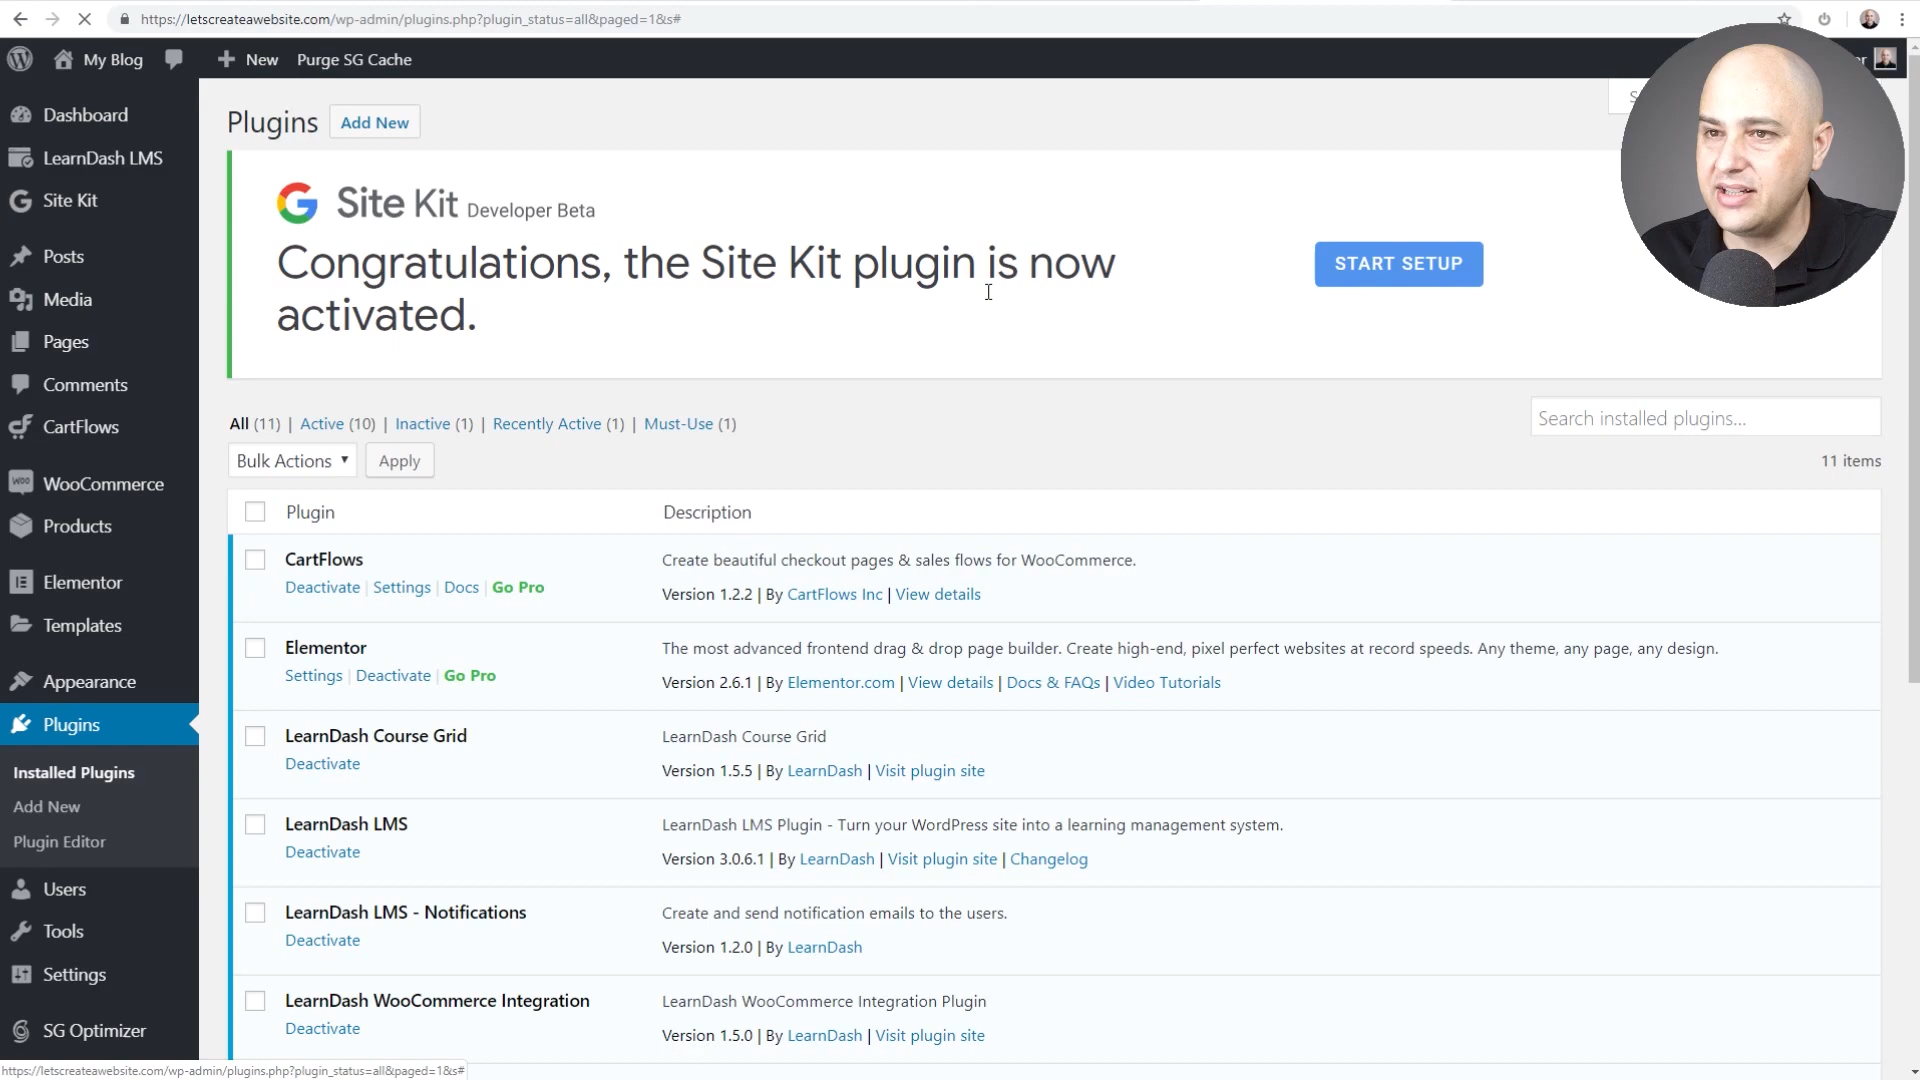 https://letscreateawebsite.com/wp-admin/plugins.php?plugin_status=all&paged=1&s#
My Blog
New
Purge SG Cache
Dashboard
LearnDash LMS
Site Kit
Posts
Media
Pages
Comments
CartFlows
WooCommerce
Products
Elementor
Templates
Appearance
Plugins
Installed Plugins
Add New
Plugin Editor
Users
Tools
Settings
SG Optimizer
Plugins Add New
Site Kit Developer Beta
Congratulations, the Site Kit plugin is now
activated.
START SETUP
All (11) | Active (10) | Inactive (1) | Recently Active (1) | Must-Use (1)
Search installed plugins...
Bulk Actions Apply
11 items
Plugin Description
CartFlows
Deactivate | Settings | Docs | Go Pro
Create beautiful checkout pages & sales flows for WooCommerce.
Version 1.2.2 | By CartFlows Inc | View details
Elementor
Settings | Deactivate | Go Pro
The most advanced frontend drag & drop page builder. Create high-end, pixel perfect websites at record speeds. Any theme, any page, any design.
Version 2.6.1 | By Elementor.com | View details | Docs & FAQs | Video Tutorials
LearnDash Course Grid
Deactivate
LearnDash Course Grid
Version 1.5.5 | By LearnDash | Visit plugin site
LearnDash LMS
Deactivate
LearnDash LMS Plugin - Turn your WordPress site into a learning management system.
Version 3.0.6.1 | By LearnDash | Visit plugin site | Changelog
LearnDash LMS - Notifications
Deactivate
Create and send notification emails to the users.
Version 1.2.0 | By LearnDash
LearnDash WooCommerce Integration
Deactivate
LearnDash WooCommerce Integration Plugin
Version 1.5.0 | By LearnDash | Visit plugin site
https://letscreateawebsite.com/wp-admin/plugins.php?plugin_status=all&paged=1&s#